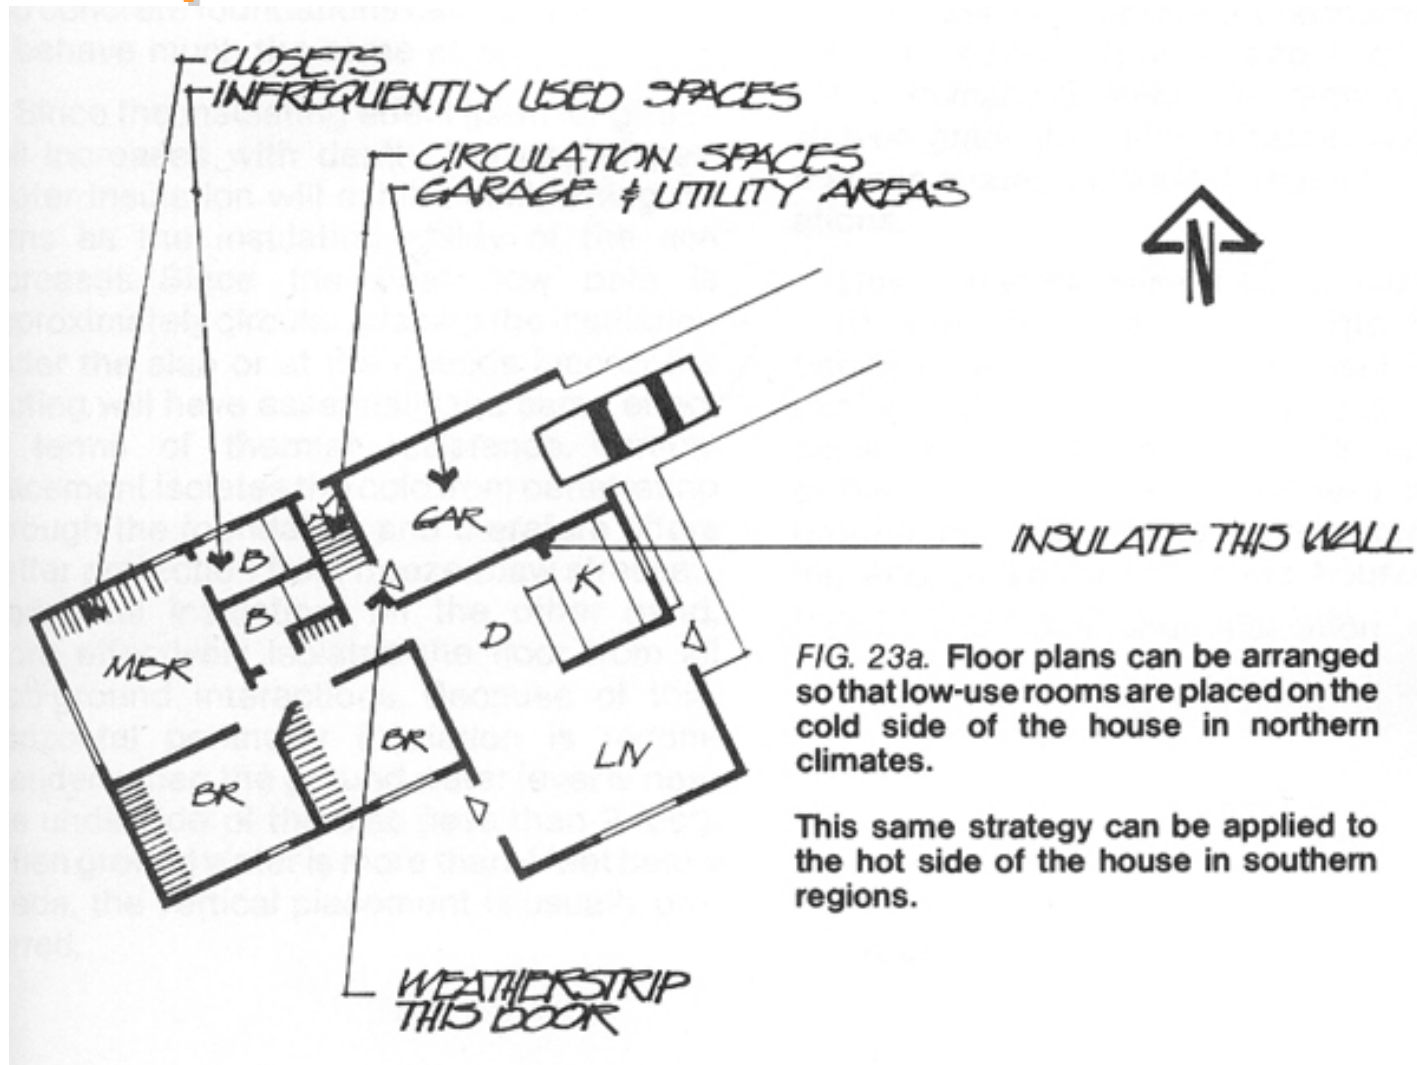 CLOSETS
INFREQUENTLY USED SPACES
CIRCULATION SPACES
GARAGE & UTILITY AREAS
N
GAR
INSULATE THIS WALL
B
B
K
D
MBR
BR
BR
LIV
FIG. 23a. Floor plans can be arranged
so that low-use rooms are placed on the
cold side of the house in northern
climates.
This same strategy can be applied to
the hot side of the house in southern
regions.
WEATHERSTRIP
THIS DOOR